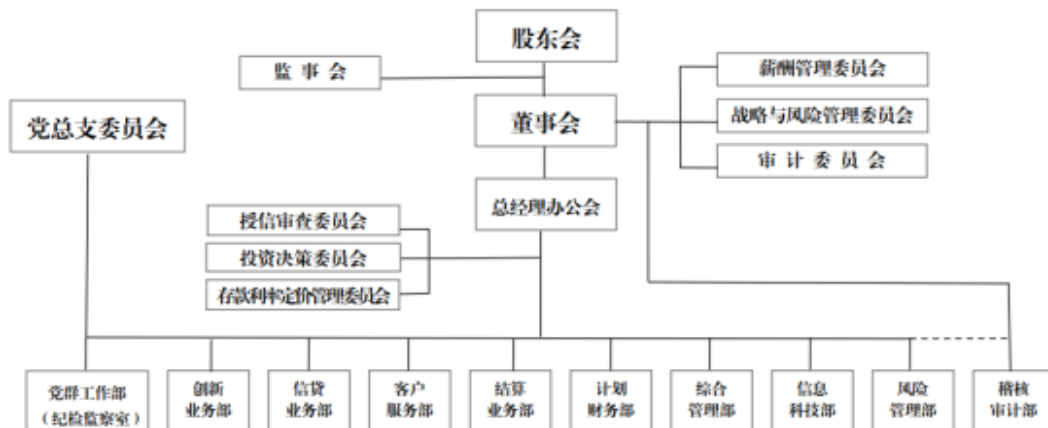 股东会
监 事 会
薪酬管理委员会
党总支委员会
董事会
战略与风险管理委员会
审 计 委 员 会
总经理办公会
授信审查委员会
投资决策委员会
存款利率定价管理委员会
党群工作部
（纪检监察室）
创新
业务部
信贷
业务部
客户
服务部
结算
业务部
计划
财务部
综合
管理部
信息
科技部
风险
管理部
稽核
审计部